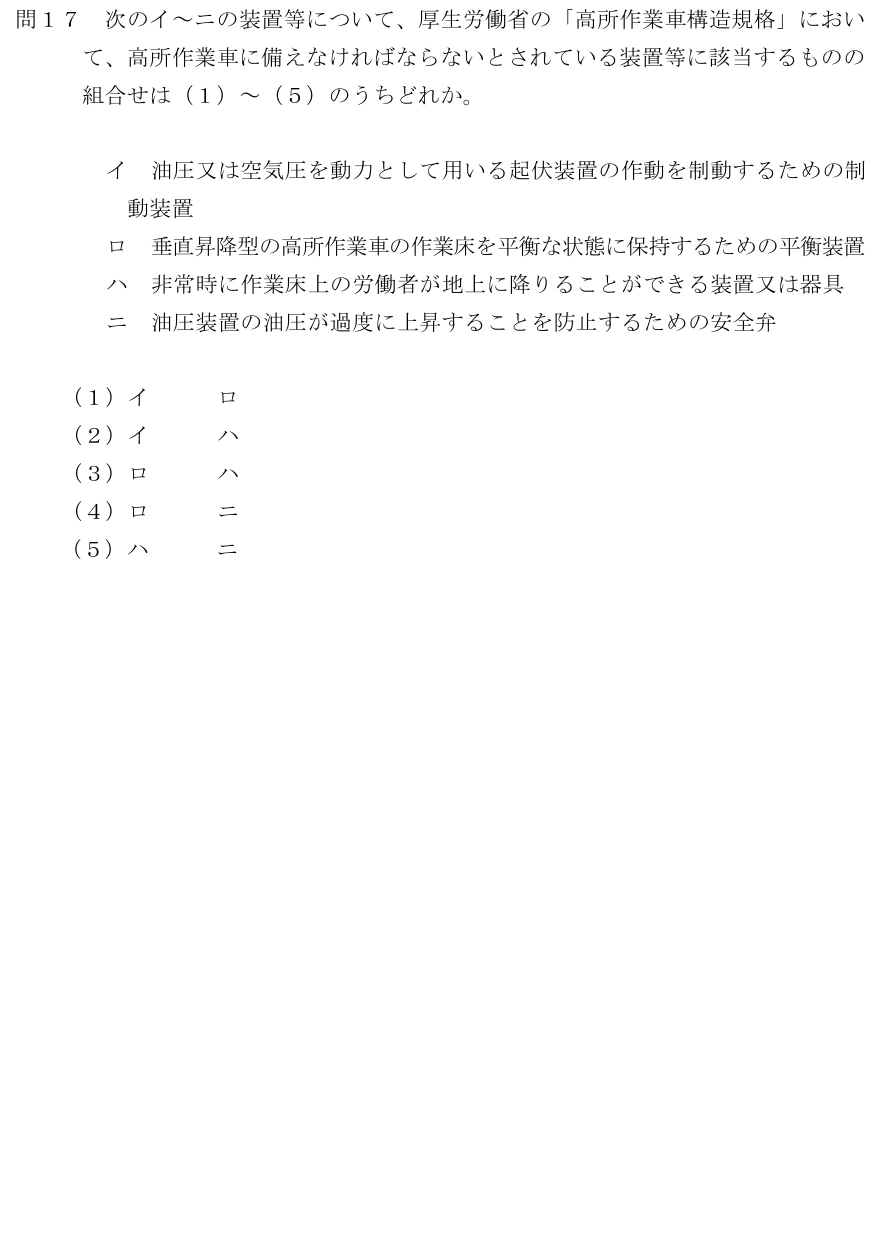 問１７　次のイ～ニの装置等について、厚生労働省の「高所作業車構造規格」におい
て、高所作業車に備えなければならないとされている装置等に該当するものの
組合せは（１）～（５）のうちどれか。
イ　油圧又は空気圧を動力として用いる起伏装置の作動を制動するための制
動装置
ロ　垂直昇降型の高所作業車の作業床を平衡な状態に保持するための平衡装置
ハ　非常時に作業床上の労働者が地上に降りることができる装置又は器具
ニ　油圧装置の油圧が過度に上昇することを防止するための安全弁
（１）イ　　　ロ
（２）イ　　　ハ
（３）ロ　　　ハ
（４）ロ　　　ニ
（５）ハ　　　ニ